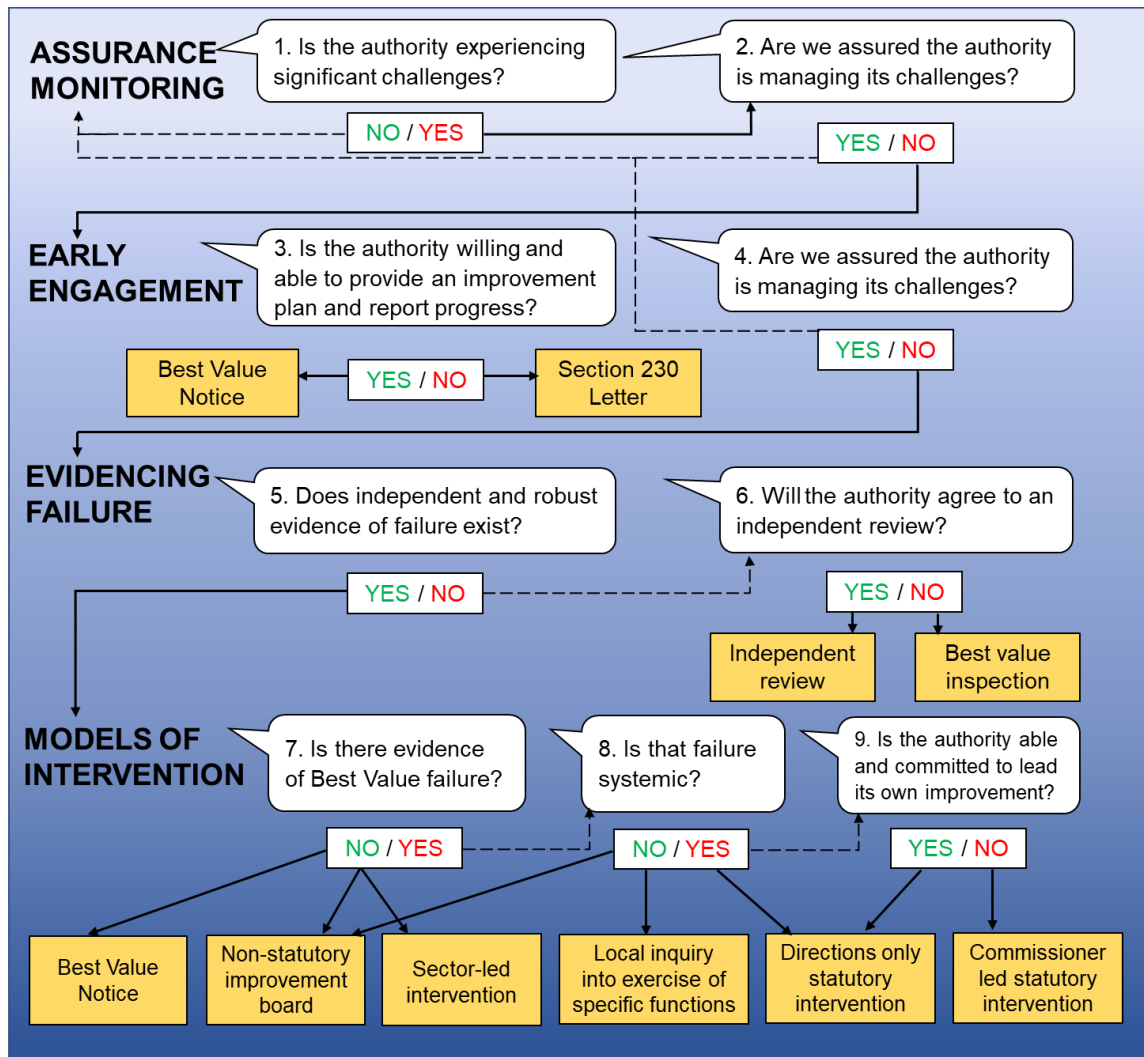 ASSURANCE
MONITORING
1. Is the authority experiencing
significant challenges?
2. Are we assured the authority
is managing its challenges?
NO / YES
YES / NO
EARLY
ENGAGEMENT
3. Is the authority willing and
able to provide an improvement
plan and report progress?
4. Are we assured the authority
is managing its challenges?
YES / NO
Best Value
Notice
YES / NO
Section 230
Letter
EVIDENCING
FAILURE
5. Does independent and robust
evidence of failure exist?
6. Will the authority agree to an
independent review?
YES / NO
YES / NO
Independent
review
Best value
inspection
MODELS OF
INTERVENTION
7. Is there evidence
of Best Value failure?
8. Is that failure
systemic?
9. Is the authority able
and committed to lead
its own improvement?
NO / YES
NO / YES
YES / NO
Best Value
Notice
Non-statutory
improvement
board
Sector-led
intervention
Local inquiry
into exercise of
specific functions
Directions only
statutory
intervention
Commissioner
led statutory
intervention